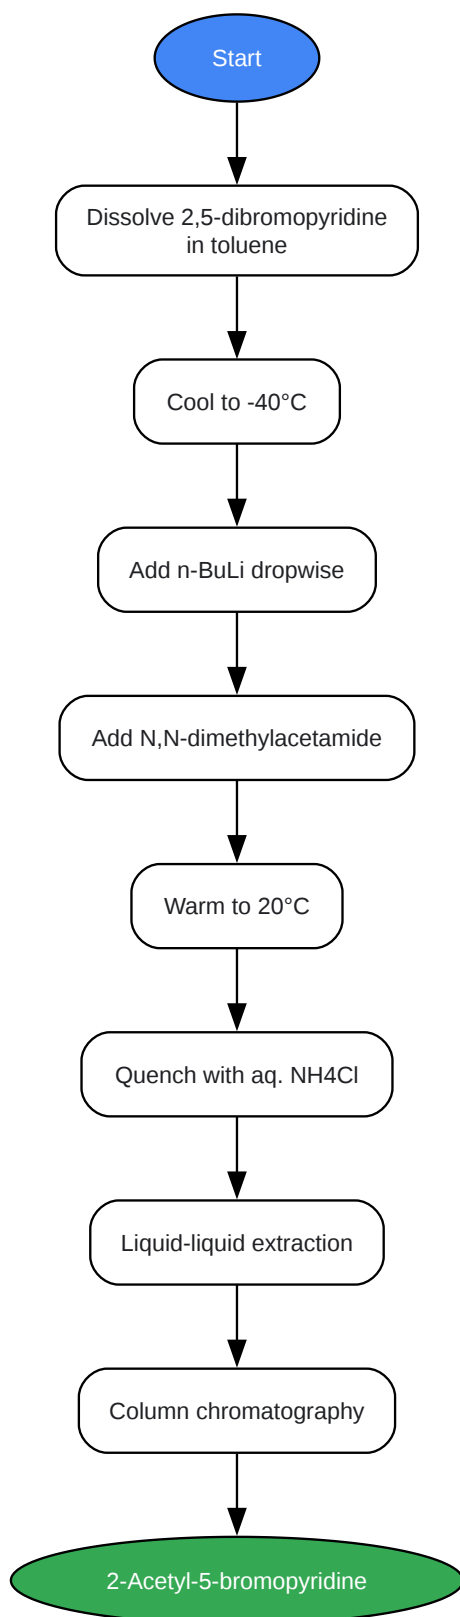 Start
Dissolve 2,5-dibromopyridine
in toluene
Cool to -40°C
Add n-BuLi dropwise
Add N,N-dimethylacetamide
Warm to 20°C
Quench with aq. NH4Cl
Liquid-liquid extraction
Column chromatography
2-Acetyl-5-bromopyridine